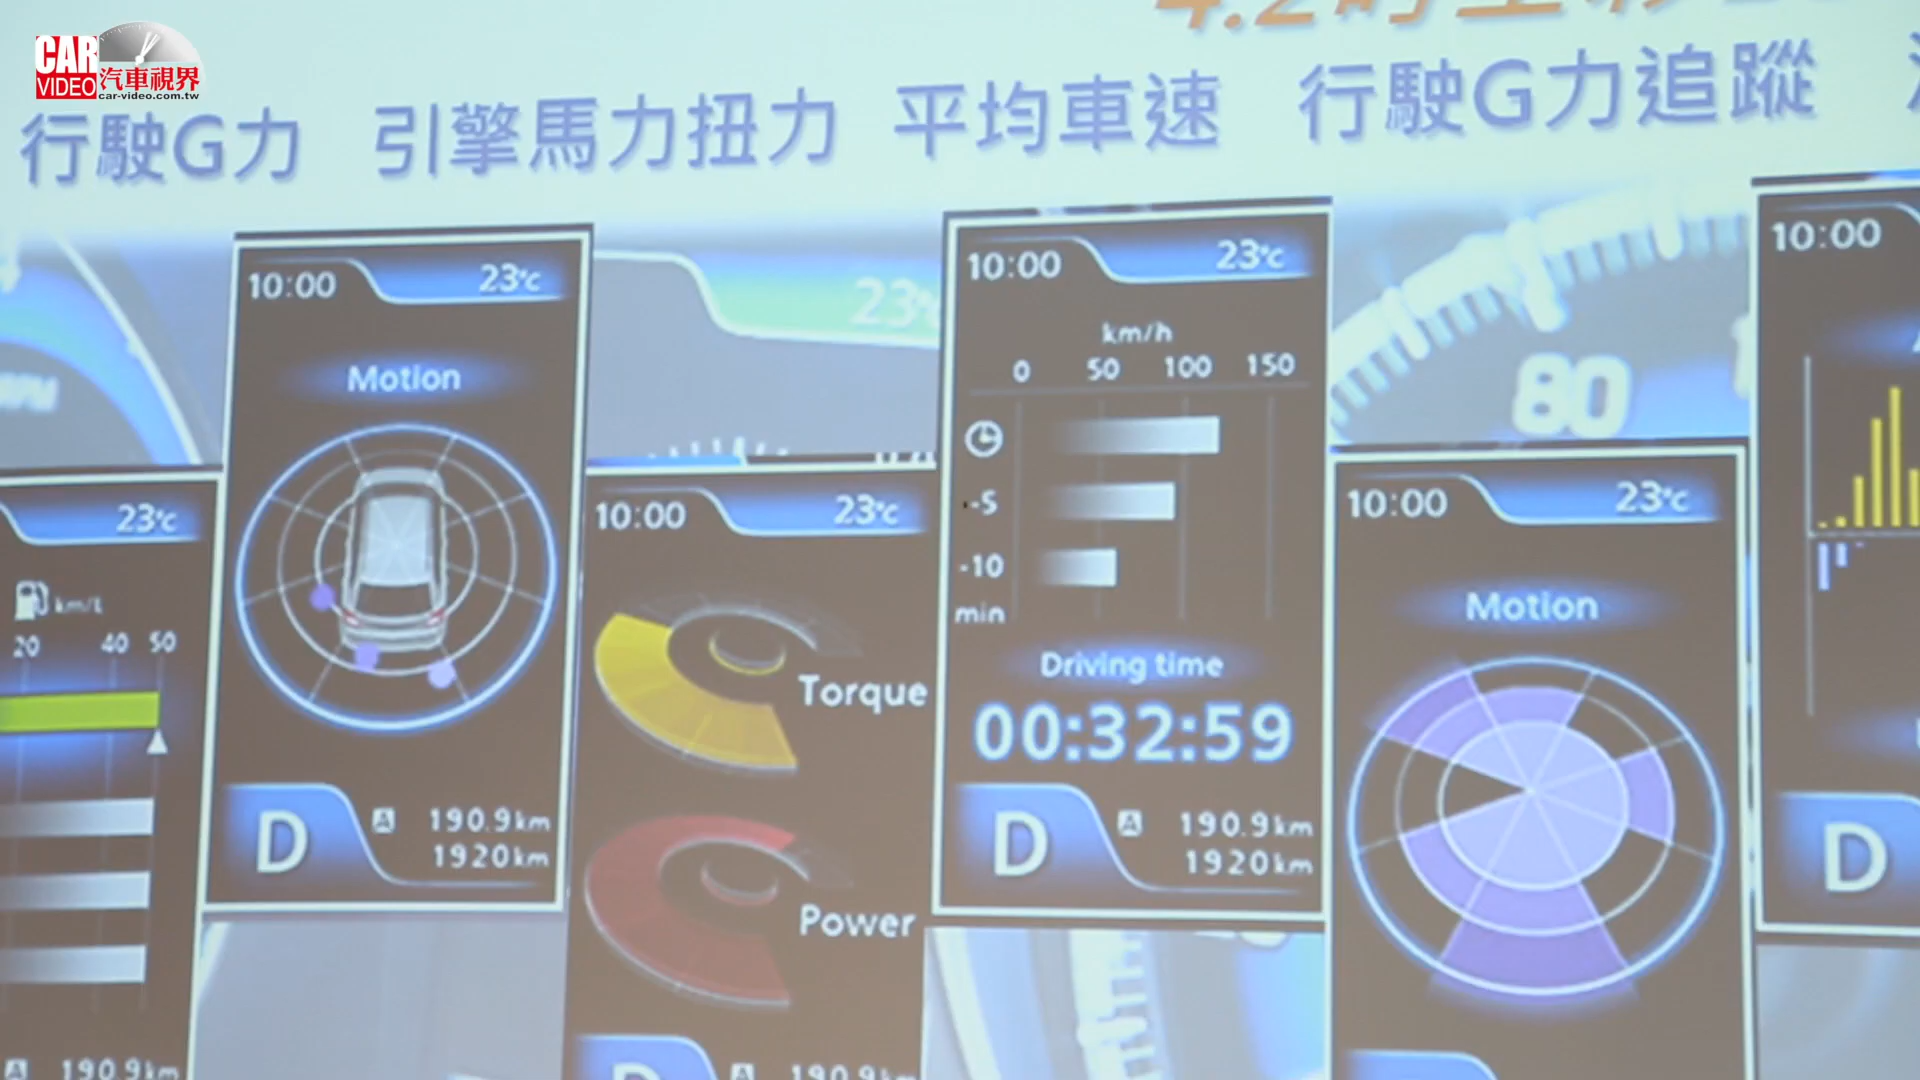 CAR
VIDEO
汽車視界
car-video.com.tw
行駛G力
引擎馬力扭力
平均車速
行駛G力追蹤
10:00
23℃
Motion
D
A 190.9km
1920km
10:00
23℃
km/h
0 50 100 150
-5
-10
min
Driving time
00:32:59
D
A 190.9km
1920km
10:00
D
80
23℃
km/L
20 40 50
A 190.9km
10:00
23℃
Torque
Power
D
A 190.9km
10:00
23℃
Motion